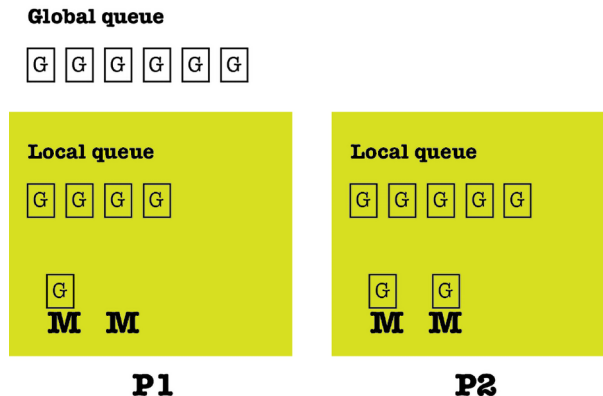 Global queue
G G G G G G
Local queue
G G G G
G
M M
P1
Local queue
G G G G G
G G
M M
P2